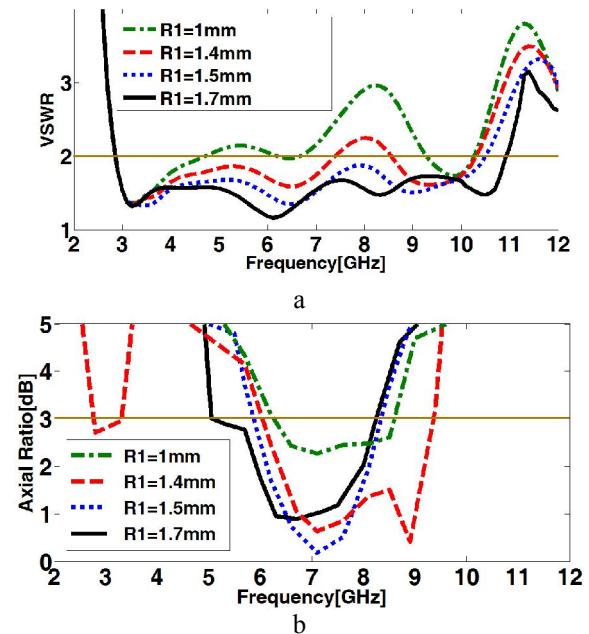 R1=1mm
R1=1.4mm
R1=1.5mm
R1=1.7mm
VSWR
3
2
1
2 3 4 5 6 7 8 9 10 11 12
Frequency[GHz]
a
Axial Ratio[dB]
5
4
3
2
1
0
R1=1mm
R1=1.4mm
R1=1.5mm
R1=1.7mm
2 3 4 5 6 7 8 9 10 11 12
Frequency[GHz]
b